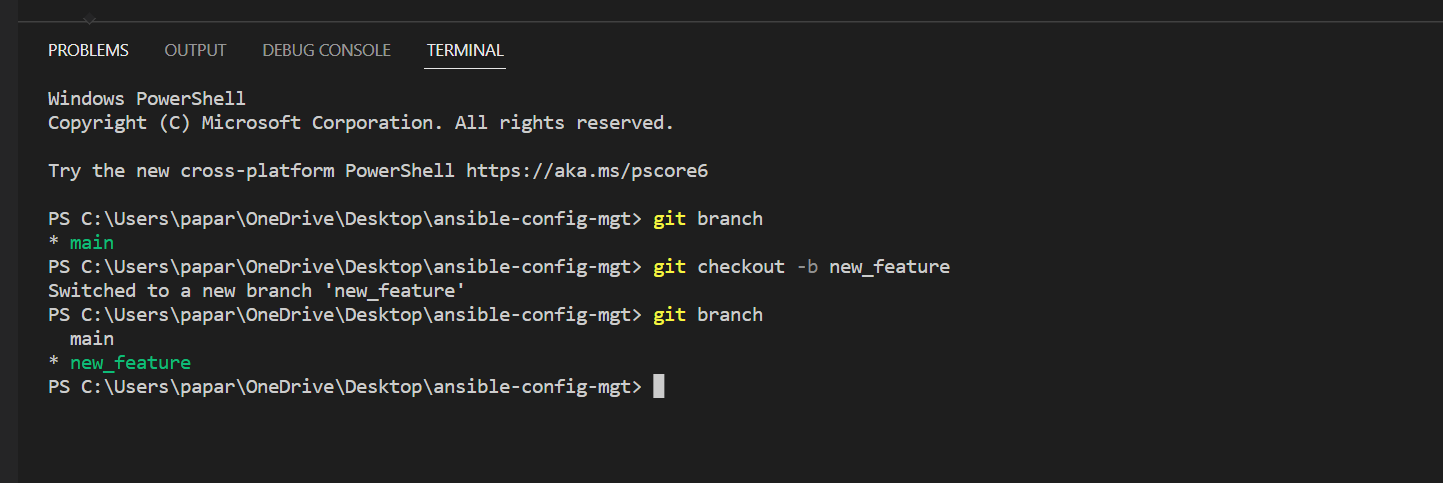 PROBLEMS OUTPUT DEBUG CONSOLE TERMINAL
Windows PowerShell
Copyright (C) Microsoft Corporation. All rights reserved.
Try the new cross-platform PowerShell https://aka.ms/pscore6
PS C:\Users\papar\OneDrive\Desktop\ansible-config-mgt> git branch
* main
PS C:\Users\papar\OneDrive\Desktop\ansible-config-mgt> git checkout -b new_feature
Switched to a new branch 'new_feature'
PS C:\Users\papar\OneDrive\Desktop\ansible-config-mgt> git branch
  main
* new_feature
PS C:\Users\papar\OneDrive\Desktop\ansible-config-mgt>